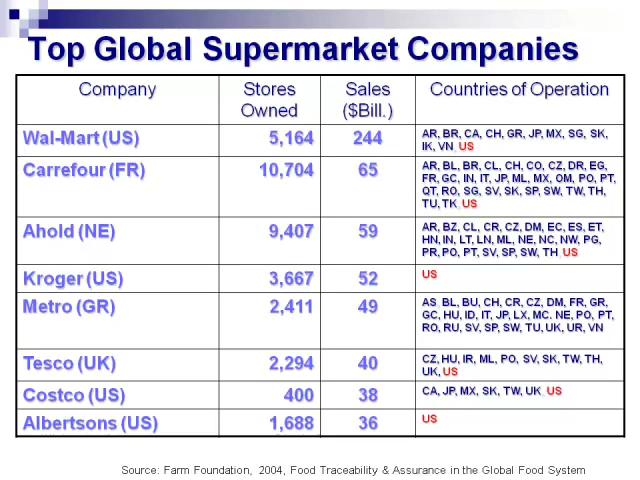 Top Global Supermarket Companies
Company Stores Owned Sales ($Bill.) Countries of Operation
Wal-Mart (US) 5,164 244 AR, BR, CA, CH, GR, JP, MX, SG, SK,
IK, VN, US
Carrefour (FR) 10,704 65 AR, BL, BR, CL, CH, CO, CZ, DR, EG,
FR, GC, IN, IT, JP, ML, MX, OM, PO, PT,
QT, RO, SG, SV, SK, SP, SW, TW, TH,
TU, TK, US
Ahold (NE) 9,407 59 AR, BZ, CL, CR, CZ, DM, EC, ES, ET,
HN, IN, LT, LN, ML, NE, NC, NW, PG,
PR, PO, PT, SV, SP, SW, TH, US
Kroger (US) 3,667 52 US
Metro (GR) 2,411 49 AS, BL, BU, CH, CR, CZ, DM, FR, GR,
GC, HU, ID, IT, JP, LX, MC. NE, PO, PT,
RO, RU, SV, SP, SW, TU, UK, UR, VN
Tesco (UK) 2,294 40 CZ, HU, IR, ML, PO, SV, SK, TW, TH,
UK, US
Costco (US) 400 38 CA, JP, MX, SK, TW, UK, US
Albertsons (US) 1,688 36 US
Source: Farm Foundation, 2004, Food Traceability & Assurance in the Global Food System